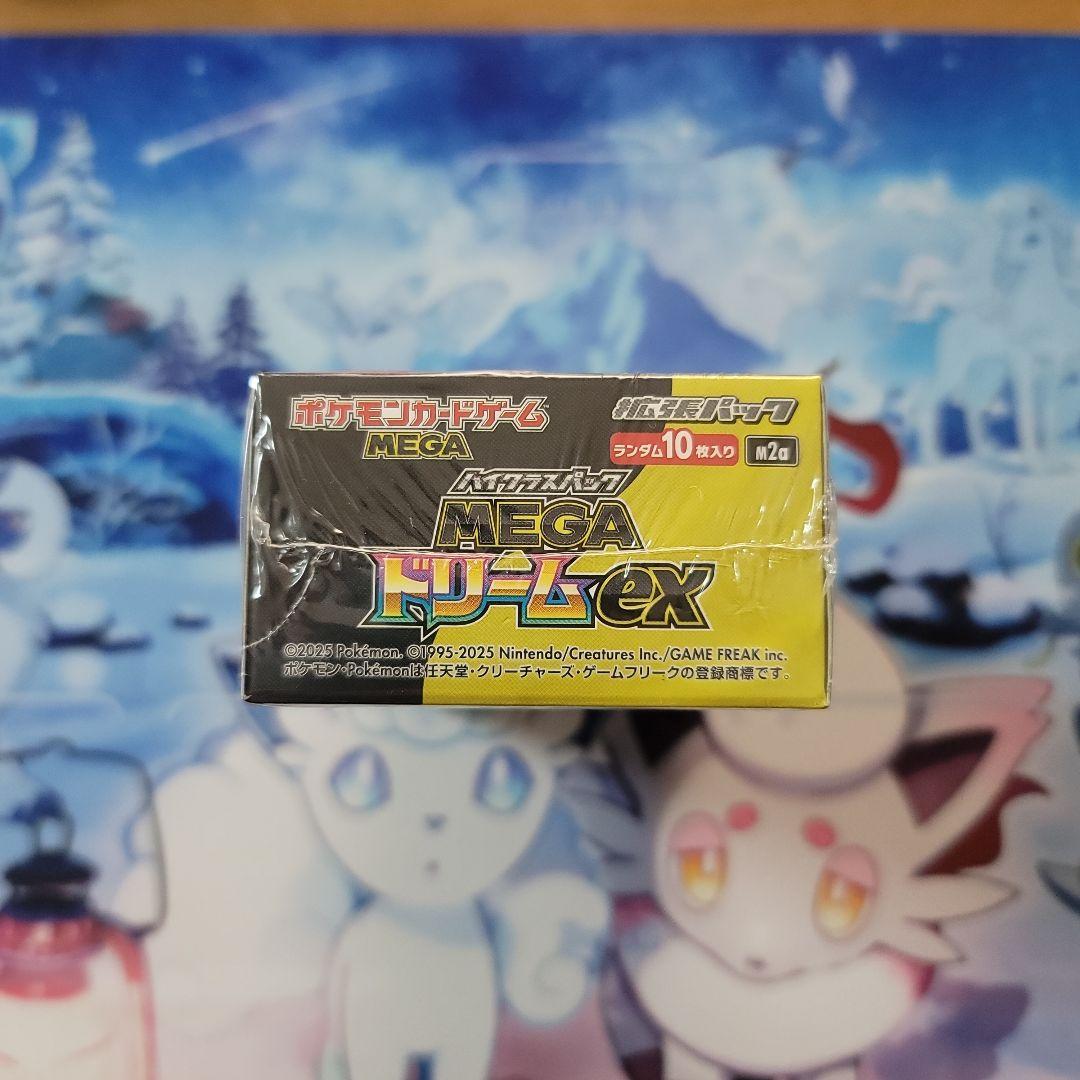 ポケモンカードゲーム
MEGA
拡張パック
ランダム10枚入り M2a
ハイクラスパック
MEGA
ドリームex
©2025 Pokémon. ©1995-2025 Nintendo/Creatures Inc./GAME FREAK inc.
ポケモン・Pokémonは任天堂・クリーチャーズ・ゲームフリークの登録商標です。